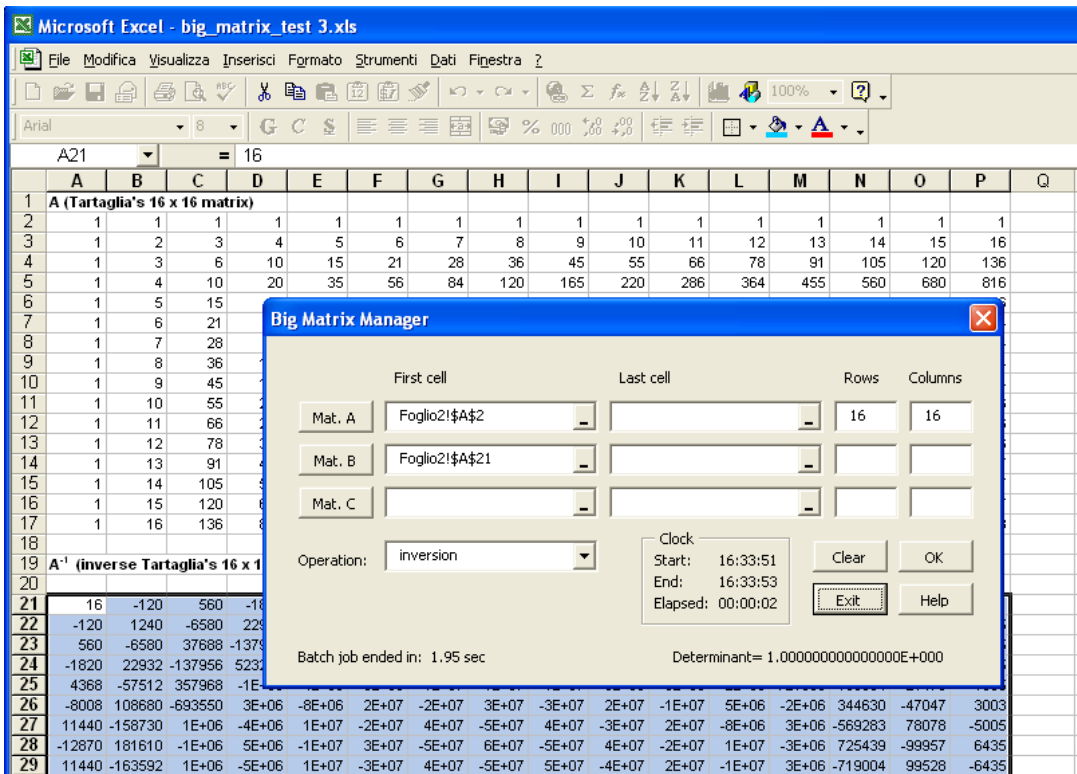 Microsoft Excel - big_matrix_test 3.xls
File Modifica Visualizza Inserisci Formato Strumenti Dati Finestra ?
100%
Arial 8 G C S % 000
A21 = 16
A B C D E F G H I J K L M N O P Q
1 A (Tartaglia's 16 x 16 matrix)
2 1 1 1 1 1 1 1 1 1 1 1 1 1 1 1 1
3 1 2 3 4 5 6 7 8 9 10 11 12 13 14 15 16
4 1 3 6 10 15 21 28 36 45 55 66 78 91 105 120 136
5 1 4 10 20 35 56 84 120 165 220 286 364 455 560 680 816
6 1 5 15
7 1 6 21
8 1 7 28
9 1 8 36
10 1 9 45
11 1 10 55
12 1 11 66
13 1 12 78
14 1 13 91
15 1 14 105
16 1 15 120
17 1 16 136
18
19 A⁻¹ (inverse Tartaglia's 16 x 1
20
21 16 -120 560 -18
22 -120 1240 -6580 229
23 560 -6580 37688 -1379
24 -1820 22932 -137956 5232
25 4368 -57512 357968
26 -8008 108680 -693550 3E+06 -8E+06 2E+07 -2E+07 3E+07 -3E+07 2E+07 -1E+07 5E+06 -2E+06 344630 -47047 3003
27 11440 -158730 1E+06 -4E+06 1E+07 -2E+07 4E+07 -5E+07 4E+07 -3E+07 2E+07 -8E+06 3E+06 -569283 78078 -5005
28 -12870 181610 -1E+06 5E+06 -1E+07 3E+07 -5E+07 6E+07 -5E+07 4E+07 -2E+07 1E+07 -3E+06 725439 -99957 6435
29 11440 -163592 1E+06 -5E+06 1E+07 -3E+07 4E+07 -5E+07 5E+07 -4E+07 2E+07 -1E+07 3E+06 -719004 99528 -6435
Big Matrix Manager
First cell Last cell Rows Columns
Mat. A Foglio2!$A$2 16 16
Mat. B Foglio2!$A$21
Mat. C
Operation: inversion
Clock
Start: 16:33:51
End: 16:33:53
Elapsed: 00:00:02
Clear OK
Exit Help
Batch job ended in: 1.95 sec
Determinant= 1.000000000000000E+000